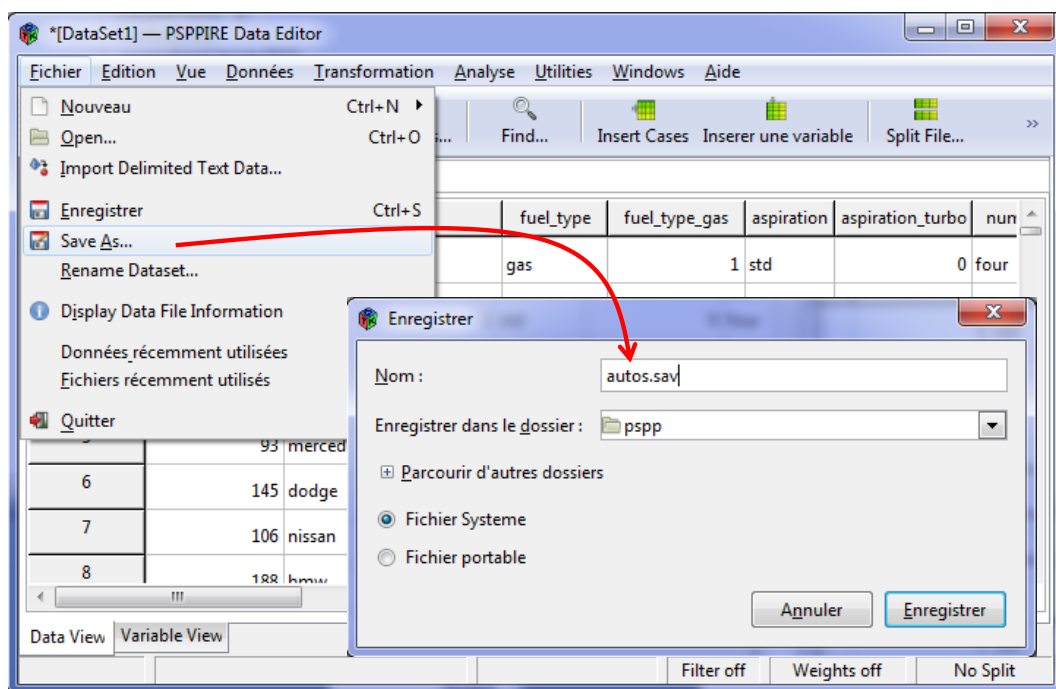 *[DataSet1] — PSPPIRE Data Editor
Fichier Edition Vue Données Transformation Analyse Utilities Windows Aide
Nouveau Ctrl+N
Open... Ctrl+O
Import Delimited Text Data...
Enregistrer Ctrl+S
Save As...
Rename Dataset...
Display Data File Information
Données récemment utilisées
Fichiers récemment utilisés
Quitter
Find... Insert Cases Inserer une variable Split File... »
fuel_type fuel_type_gas aspiration aspiration_turbo num
gas 1 std 0 four
Enregistrer
Nom : autos.sav
Enregistrer dans le dossier : pspp
Parcourir d'autres dossiers
Fichier Systeme
Fichier portable
Annuler Enregistrer
93 merced
6 145 dodge
7 106 nissan
8 188 bmw
Data View Variable View
Filter off Weights off No Split